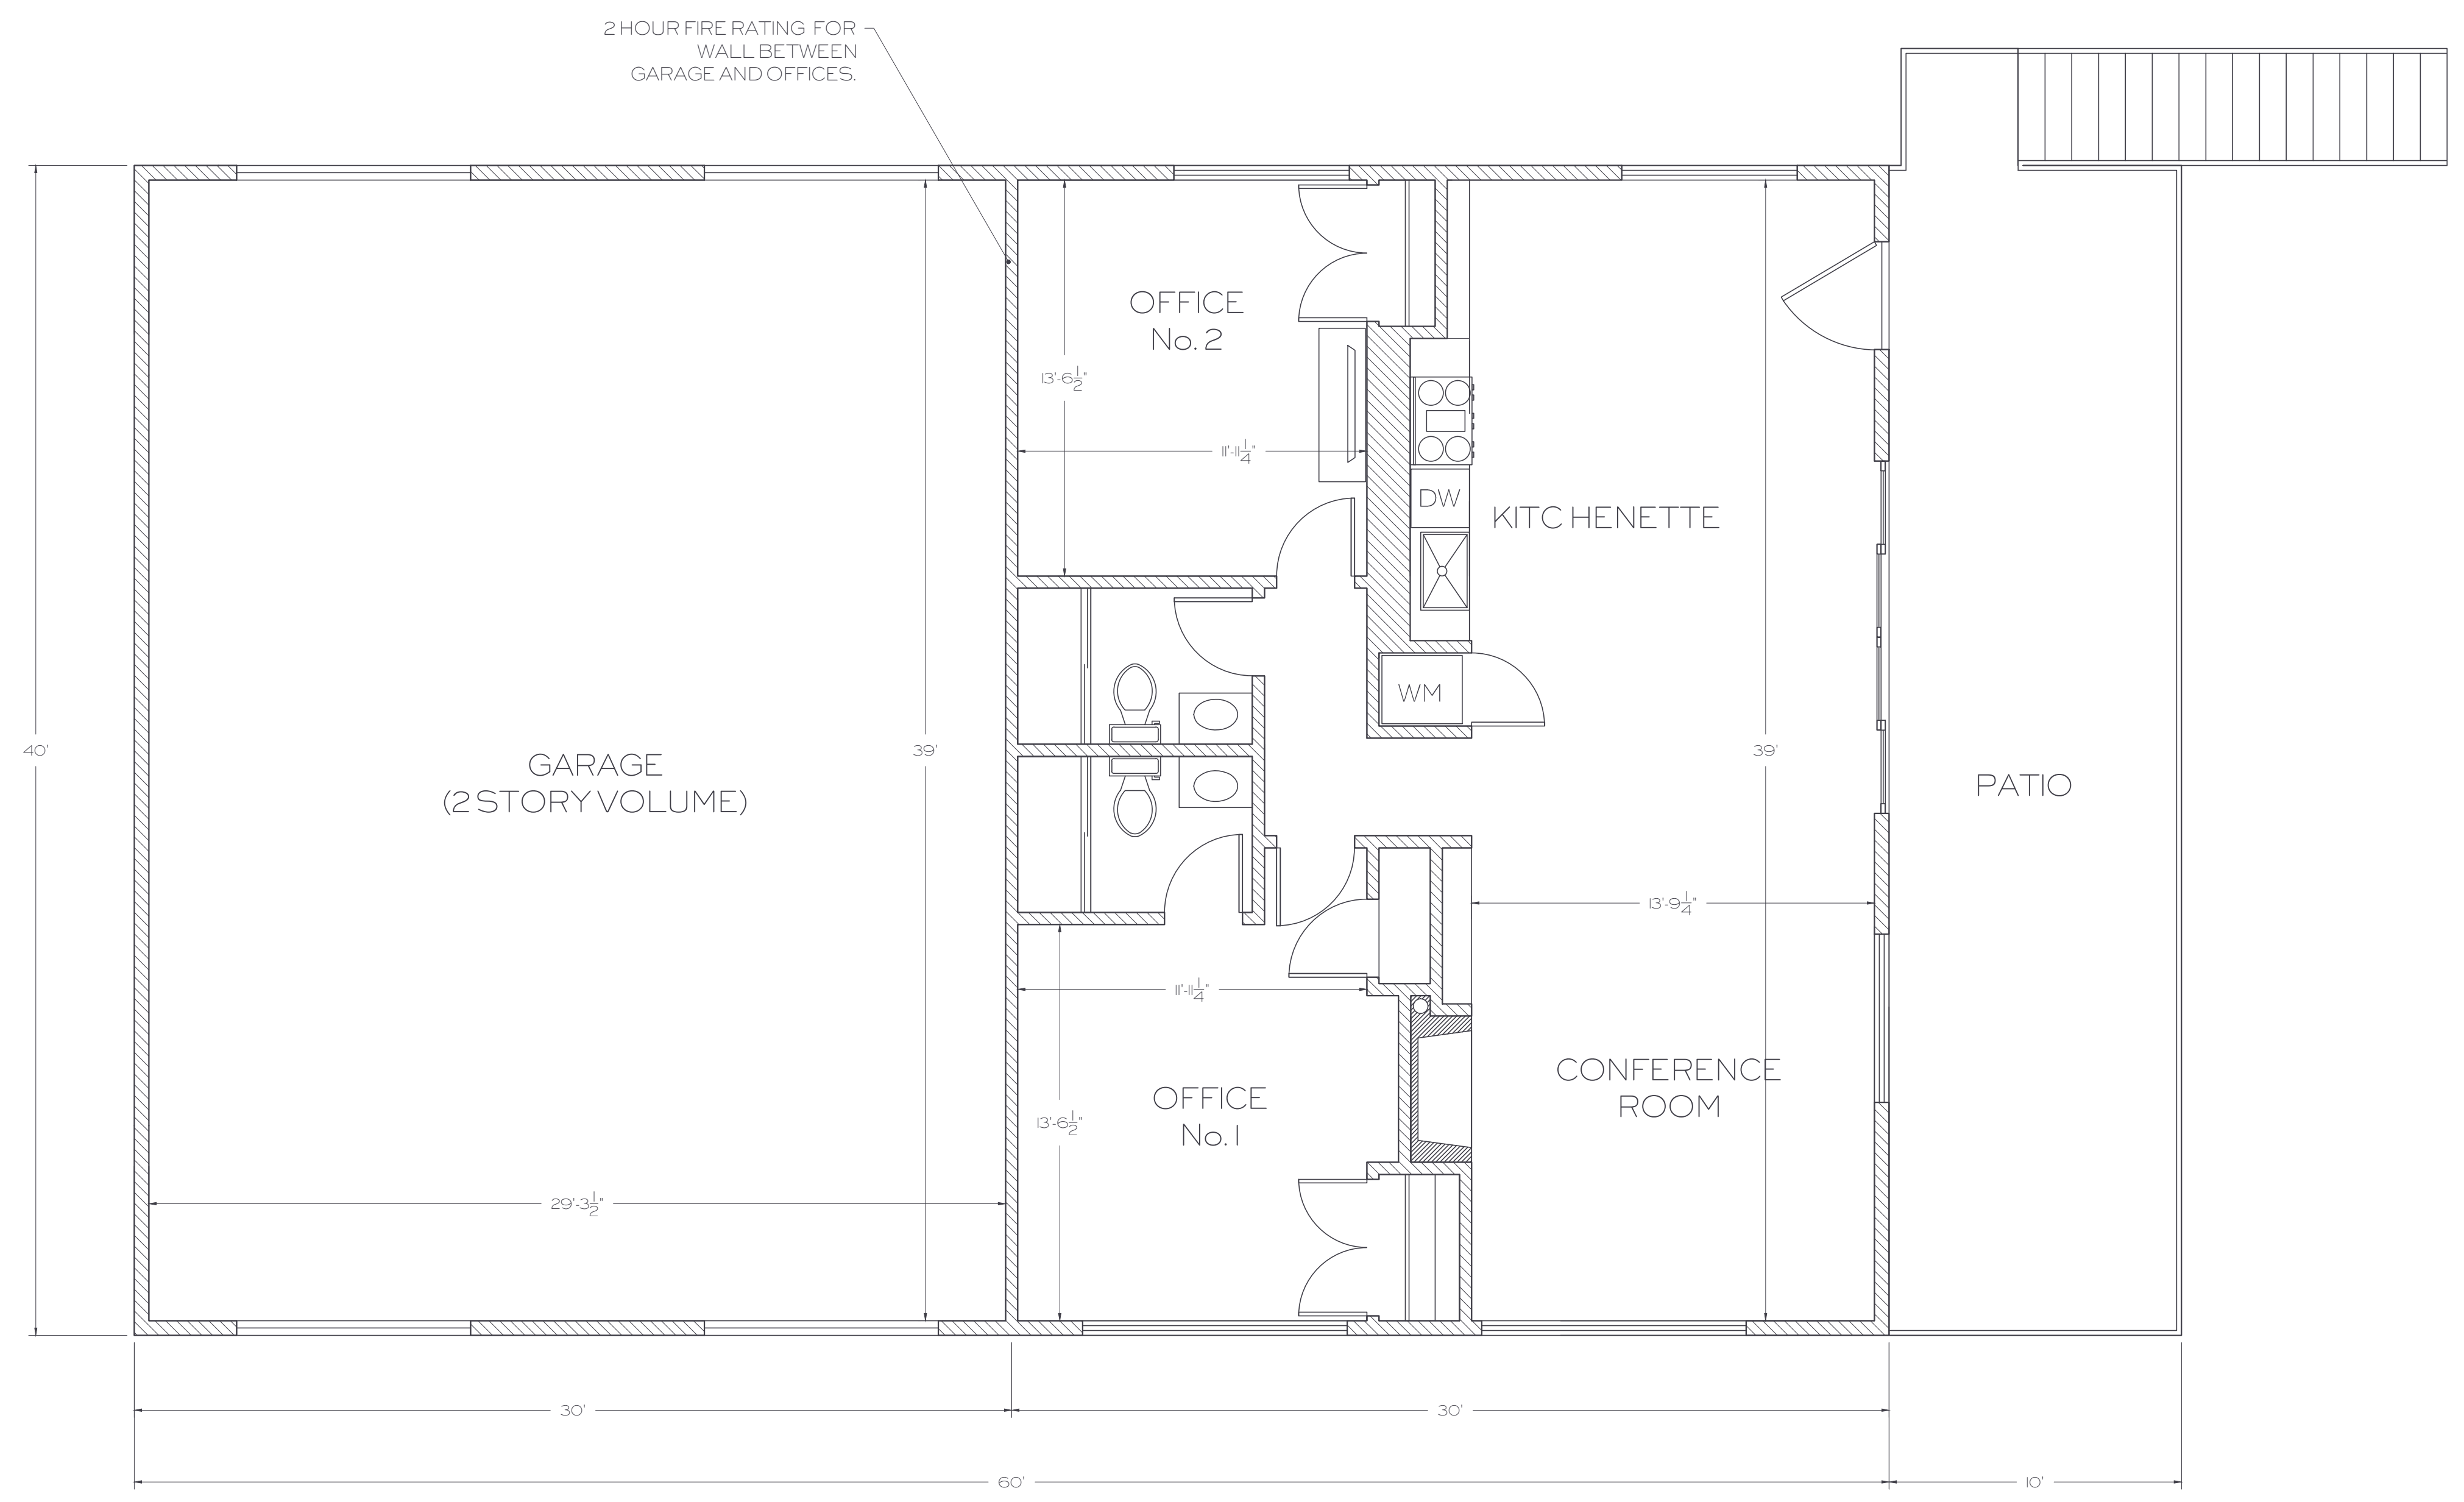 2 HOUR FIRE RATING FOR
WALL BETWEEN
GARAGE AND OFFICES.
OFFICE
No. 2
13'-6 1/2"
11'-11 1/4"
DW
KITCHENETTE
WM
40'
GARAGE
(2 STORY VOLUME)
39'
39'
PATIO
13'-9 1/4"
11'-11 1/4"
OFFICE
No. 1
13'-6 1/2"
CONFERENCE
ROOM
29'-3 1/2"
30'
30'
60'
10'